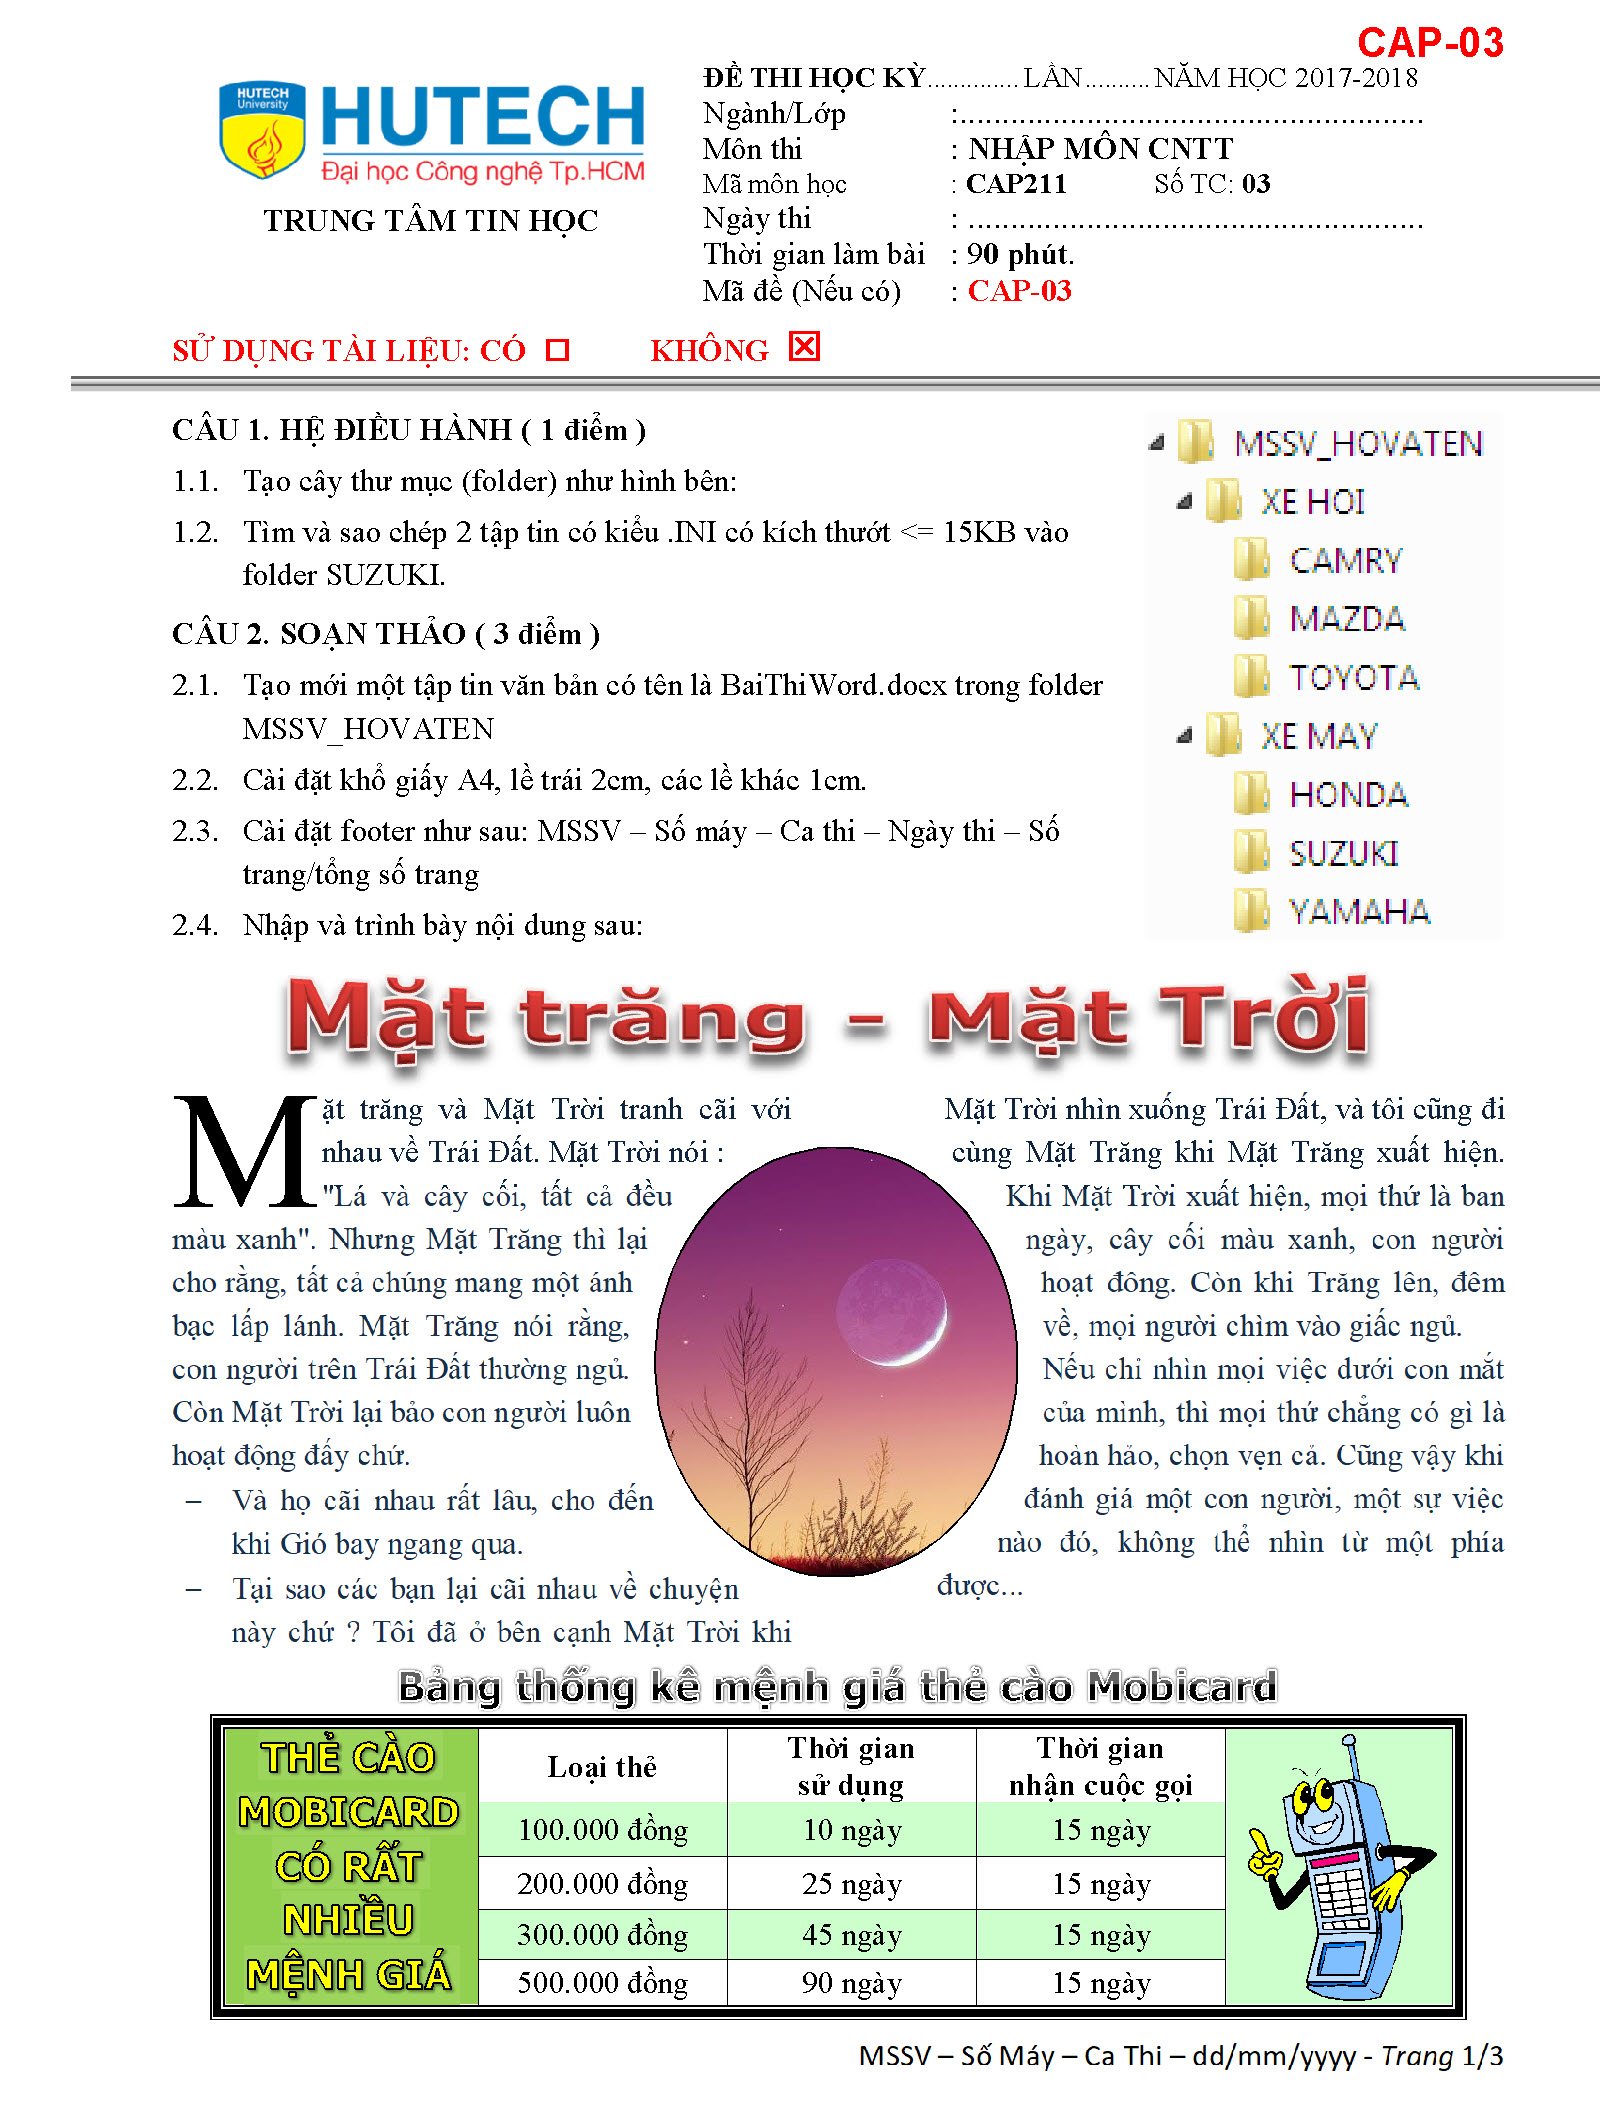 CAP-03
HUTECH
University
HUTECH
Đại học Công nghệ Tp.HCM
TRUNG TÂM TIN HỌC
ĐỀ THI HỌC KỲ.............. LẦN.......... NĂM HỌC 2017-2018
Ngành/Lớp :.......................................................
Môn thi : NHẬP MÔN CNTT
Mã môn học : CAP211 Số TC: 03
Ngày thi : ......................................................
Thời gian làm bài : 90 phút.
Mã đề (Nếu có) : CAP-03
SỬ DỤNG TÀI LIỆU: CÓ ☐ KHÔNG ☒
CÂU 1. HỆ ĐIỀU HÀNH ( 1 điểm )
1.1. Tạo cây thư mục (folder) như hình bên:
1.2. Tìm và sao chép 2 tập tin có kiểu .INI có kích thướt <= 15KB vào
folder SUZUKI.
CÂU 2. SOẠN THẢO ( 3 điểm )
2.1. Tạo mới một tập tin văn bản có tên là BaiThiWord.docx trong folder
MSSV_HOVATEN
2.2. Cài đặt khổ giấy A4, lề trái 2cm, các lề khác 1cm.
2.3. Cài đặt footer như sau: MSSV – Số máy – Ca thi – Ngày thi – Số
trang/tổng số trang
2.4. Nhập và trình bày nội dung sau:
MSSV_HOVATEN
XE HOI
CAMRY
MAZDA
TOYOTA
XE MAY
HONDA
SUZUKI
YAMAHA
Mặt trăng - Mặt Trời
Mặt trăng và Mặt Trời tranh cãi với
nhau về Trái Đất. Mặt Trời nói :
"Lá và cây cối, tất cả đều
màu xanh". Nhưng Mặt Trăng thì lại
cho rằng, tất cả chúng mang một ánh
bạc lấp lánh. Mặt Trăng nói rằng,
con người trên Trái Đất thường ngủ.
Còn Mặt Trời lại bảo con người luôn
hoạt động đấy chứ.
– Và họ cãi nhau rất lâu, cho đến
khi Gió bay ngang qua.
– Tại sao các bạn lại cãi nhau về chuyện
này chứ ? Tôi đã ở bên cạnh Mặt Trời khi
Mặt Trời nhìn xuống Trái Đất, và tôi cũng đi
cùng Mặt Trăng khi Mặt Trăng xuất hiện.
Khi Mặt Trời xuất hiện, mọi thứ là ban
ngày, cây cối màu xanh, con người
hoạt đông. Còn khi Trăng lên, đêm
về, mọi người chìm vào giấc ngủ.
Nếu chỉ nhìn mọi việc dưới con mắt
của mình, thì mọi thứ chẳng có gì là
hoàn hảo, chọn vẹn cả. Cũng vậy khi
đánh giá một con người, một sự việc
nào đó, không thể nhìn từ một phía
được...
Bảng thống kê mệnh giá thẻ cào Mobicard
THẺ CÀO
MOBICARD
CÓ RẤT
NHIỀU
MỆNH GIÁ
Loại thẻ
Thời gian
sử dụng
Thời gian
nhận cuộc gọi
100.000 đồng 10 ngày 15 ngày
200.000 đồng 25 ngày 15 ngày
300.000 đồng 45 ngày 15 ngày
500.000 đồng 90 ngày 15 ngày
MSSV – Số Máy – Ca Thi – dd/mm/yyyy - Trang 1/3